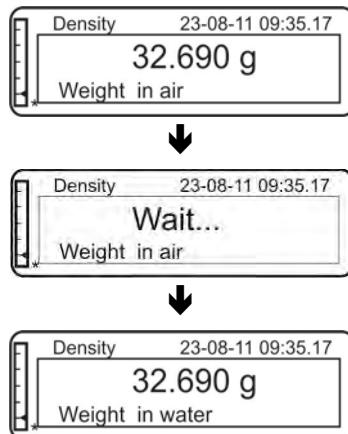 Density 23-08-11 09:35.17
32.690 g
Weight in air
*
Density 23-08-11 09:35.17
Wait...
Weight in air
*
Density 23-08-11 09:35.17
32.690 g
Weight in water
*